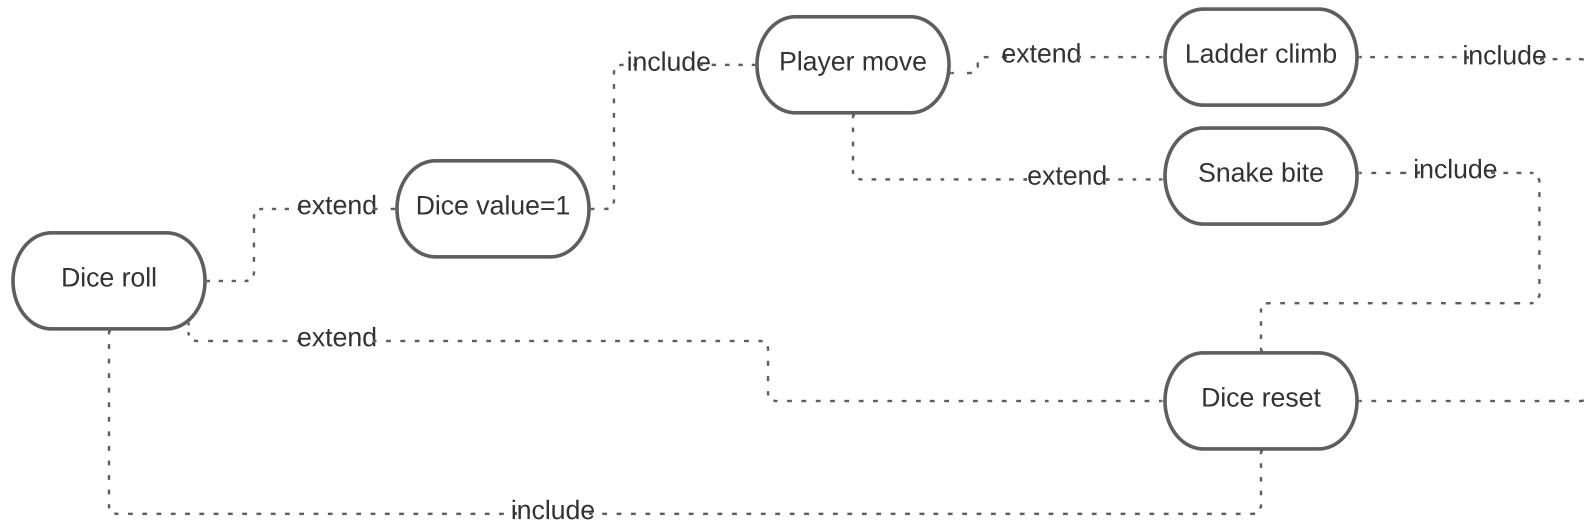 Player move
extend
Ladder climb
include
include
extend
Snake bite
include
extend
Dice value=1
Dice roll
extend
Dice reset
include